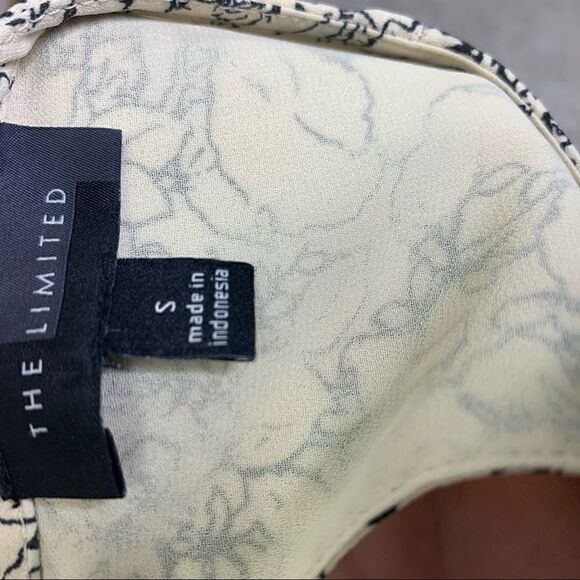 THE LIMITED
S
made in
indonesia